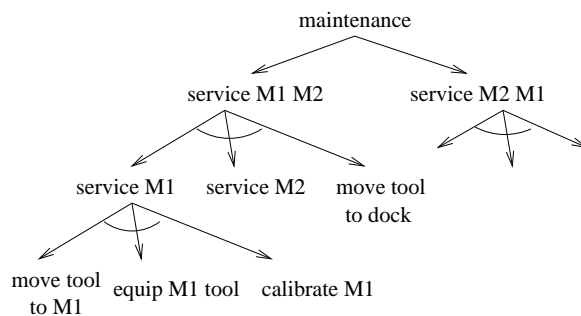 maintenance
service M1 M2
service M2 M1
service M1
service M2
move tool
to dock
move tool
to M1
equip M1 tool
calibrate M1